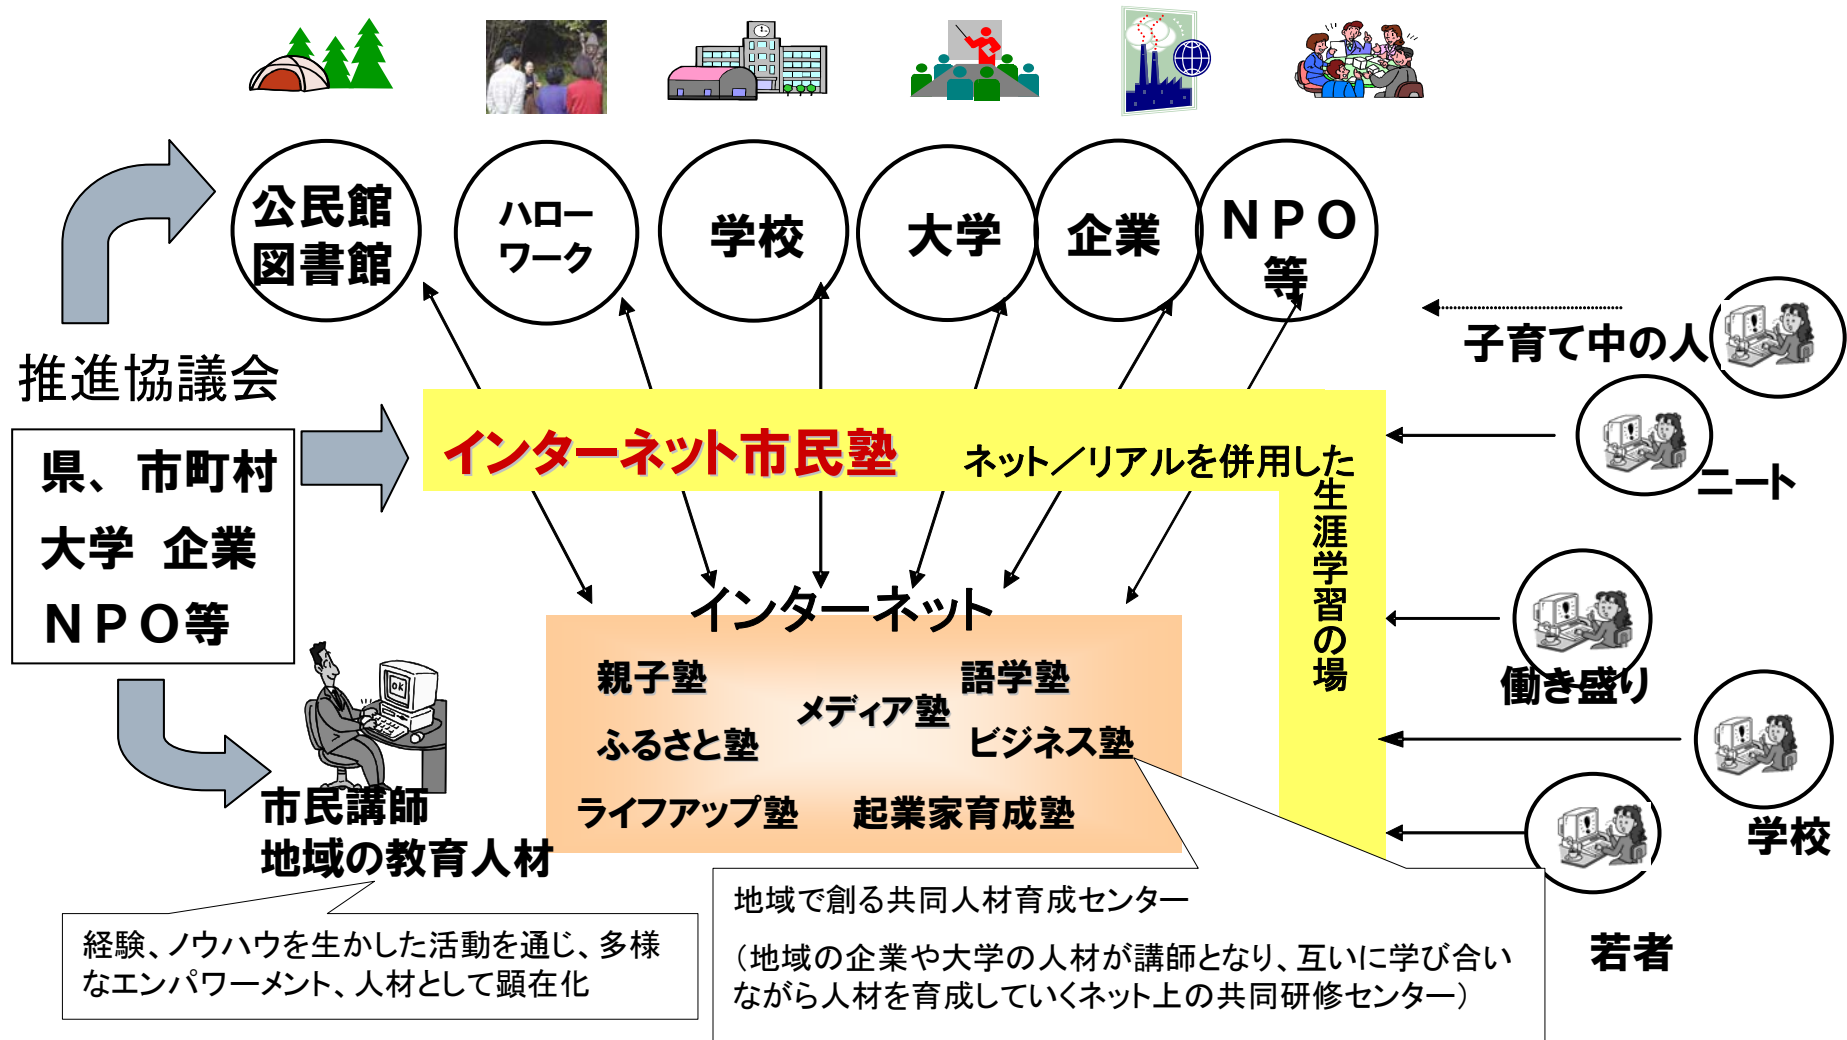 公民館
図書館
ハロー
ワーク
学校
大学
企業
ＮＰＯ
等
推進協議会
県、市町村
大学 企業
ＮＰＯ等
インターネット市民塾
ネット／リアルを併用した
生涯学習の場
子育て中の人
ニート
働き盛り
学校
若者
インターネット
親子塾
語学塾
メディア塾
ふるさと塾
ビジネス塾
ライフアップ塾
起業家育成塾
OK
市民講師
地域の教育人材
経験、ノウハウを生かした活動を通じ、多様
なエンパワーメント、人材として顕在化
地域で創る共同人材育成センター
（地域の企業や大学の人材が講師となり、互いに学び合い
ながら人材を育成していくネット上の共同研修センター）